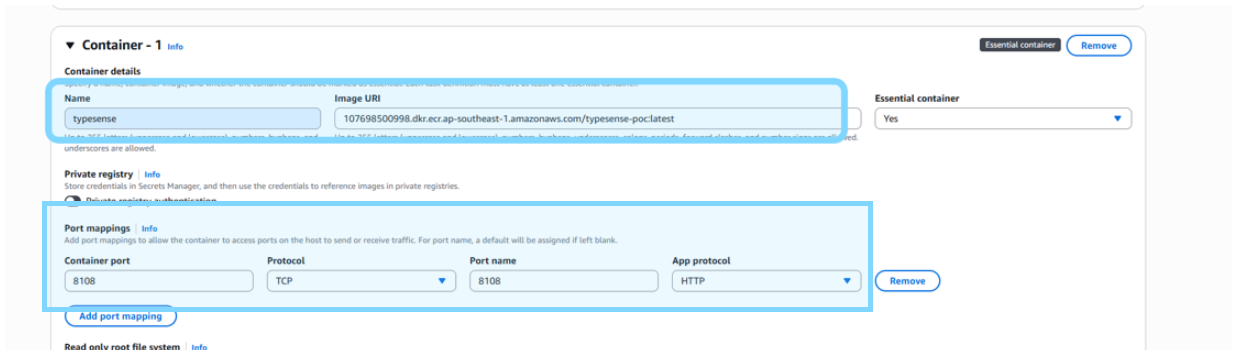 ▼ Container - 1 Info
Essential container
Remove
Container details
Name
Image URI
Essential container
typesense
107698500998.dkr.ecr.ap-southeast-1.amazonaws.com/typesense-poc:latest
Yes
underscores are allowed.
Private registry | Info
Store credentials in Secrets Manager, and then use the credentials to reference images in private registries.
Private registry authentication
Port mappings | Info
Add port mappings to allow the container to access ports on the host to send or receive traffic. For port name, a default will be assigned if left blank.
Container port
Protocol
Port name
App protocol
8108
TCP
8108
HTTP
Remove
Add port mapping
Read only root file system | Info